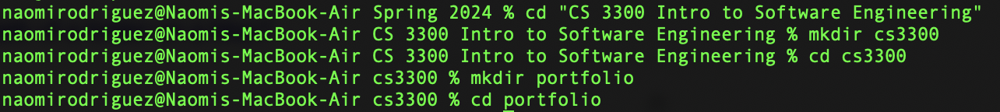 naomirodriguez@Naomis-MacBook-Air Spring 2024 % cd "CS 3300 Intro to Software Engineering"
naomirodriguez@Naomis-MacBook-Air CS 3300 Intro to Software Engineering % mkdir cs3300
naomirodriguez@Naomis-MacBook-Air CS 3300 Intro to Software Engineering % cd cs3300
naomirodriguez@Naomis-MacBook-Air cs3300 % mkdir portfolio
naomirodriguez@Naomis-MacBook-Air cs3300 % cd portfolio